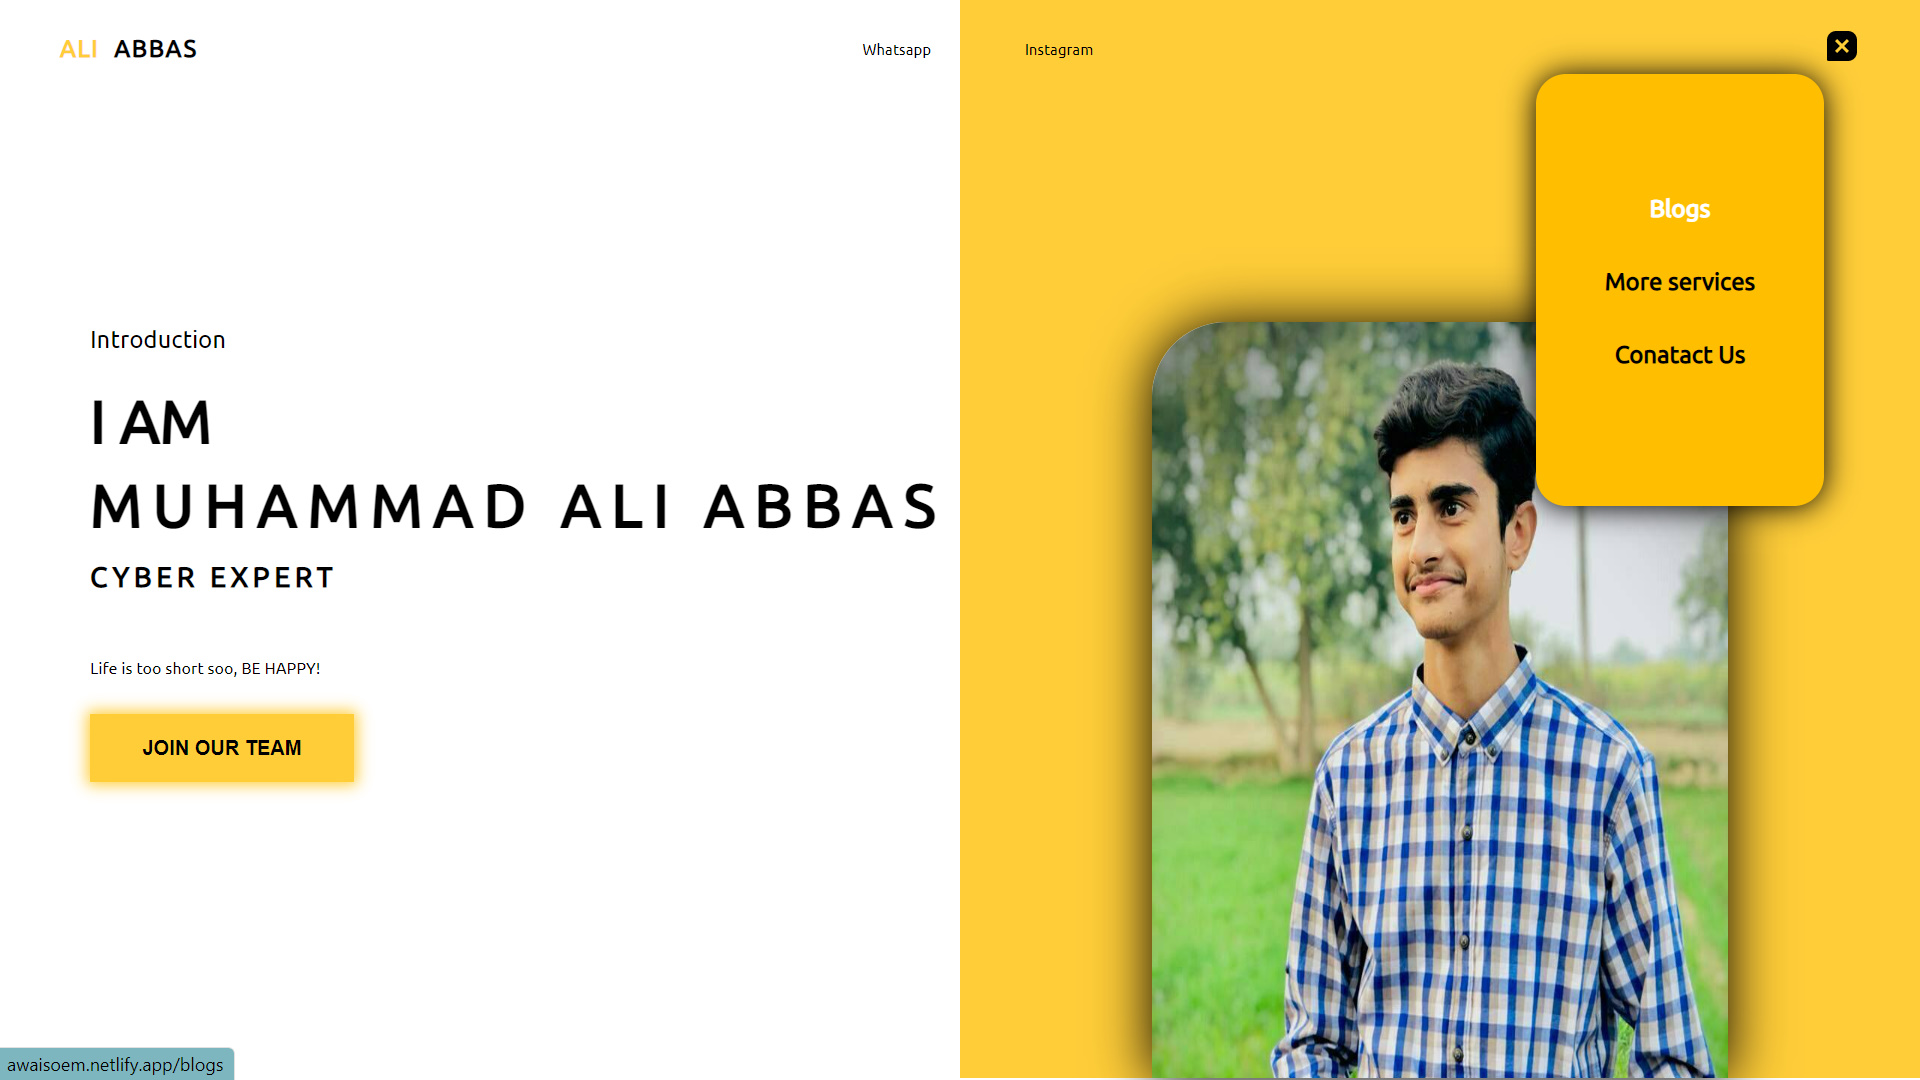 ALI ABBAS
Whatsapp
Instagram
Blogs
More services
Conatact Us
Introduction
I AM
MUHAMMAD ALI ABBAS
CYBER EXPERT
Life is too short soo, BE HAPPY!
JOIN OUR TEAM
awaisoem.netlify.app/blogs